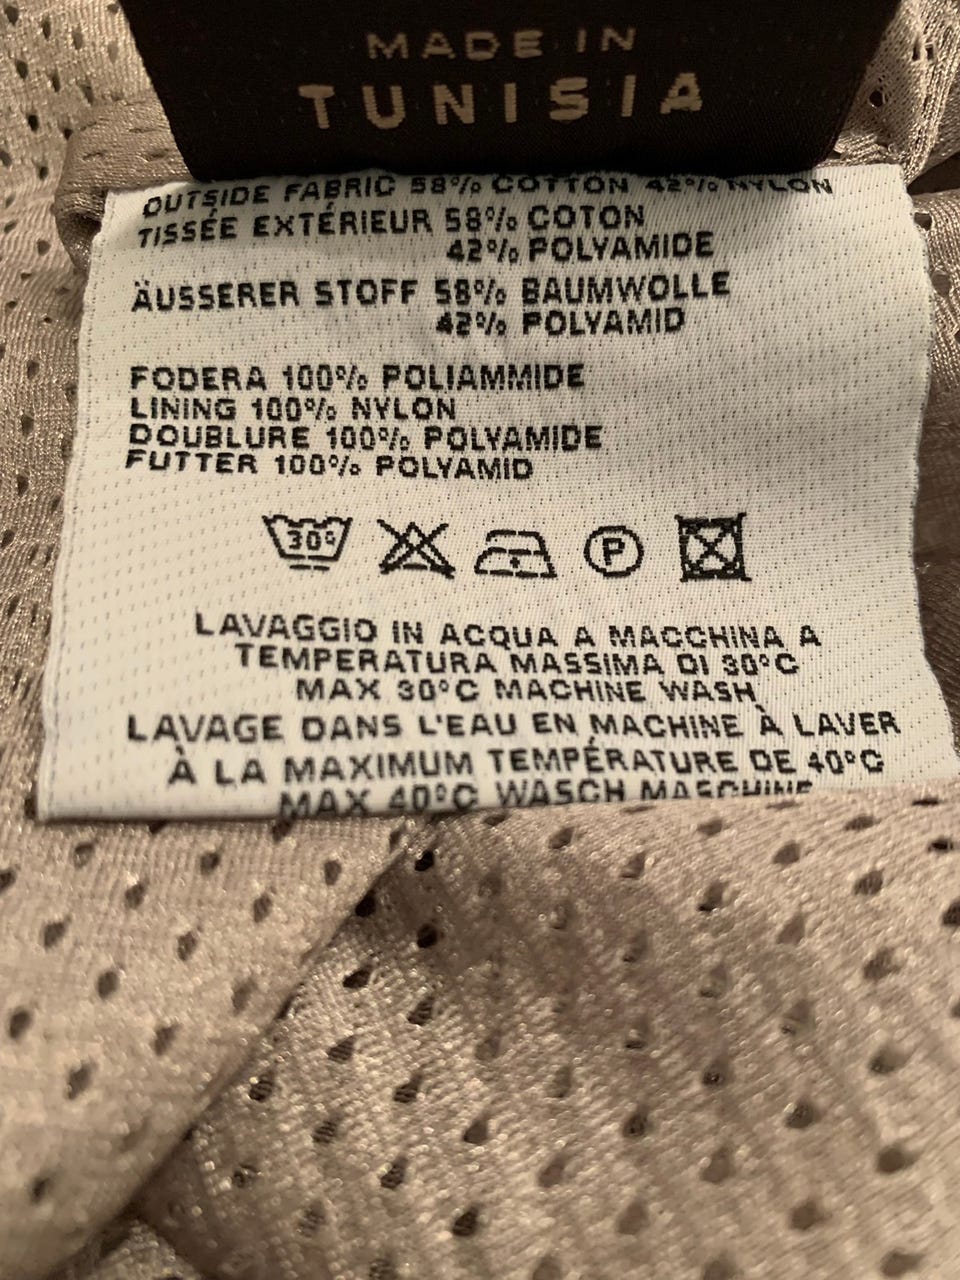 MADE IN
TUNISIA
OUTSIDE FABRIC 58% COTTON 42% NYLON
TISSÉE EXTÉRIEUR 58% COTON
42% POLYAMIDE
ÄUSSERER STOFF 58% BAUMWOLLE
42% POLYAMID
FODERA 100% POLIAMMIDE
LINING 100% NYLON
DOUBLURE 100% POLYAMIDE
FUTTER 100% POLYAMID
30° P
LAVAGGIO IN ACQUA A MACCHINA A
TEMPERATURA MASSIMA DI 30°C
MAX 30°C MACHINE WASH
LAVAGE DANS L'EAU EN MACHINE À LAVER
À LA MAXIMUM TEMPÉRATURE DE 40°C
MAX 40°C WASCH MASCHINE